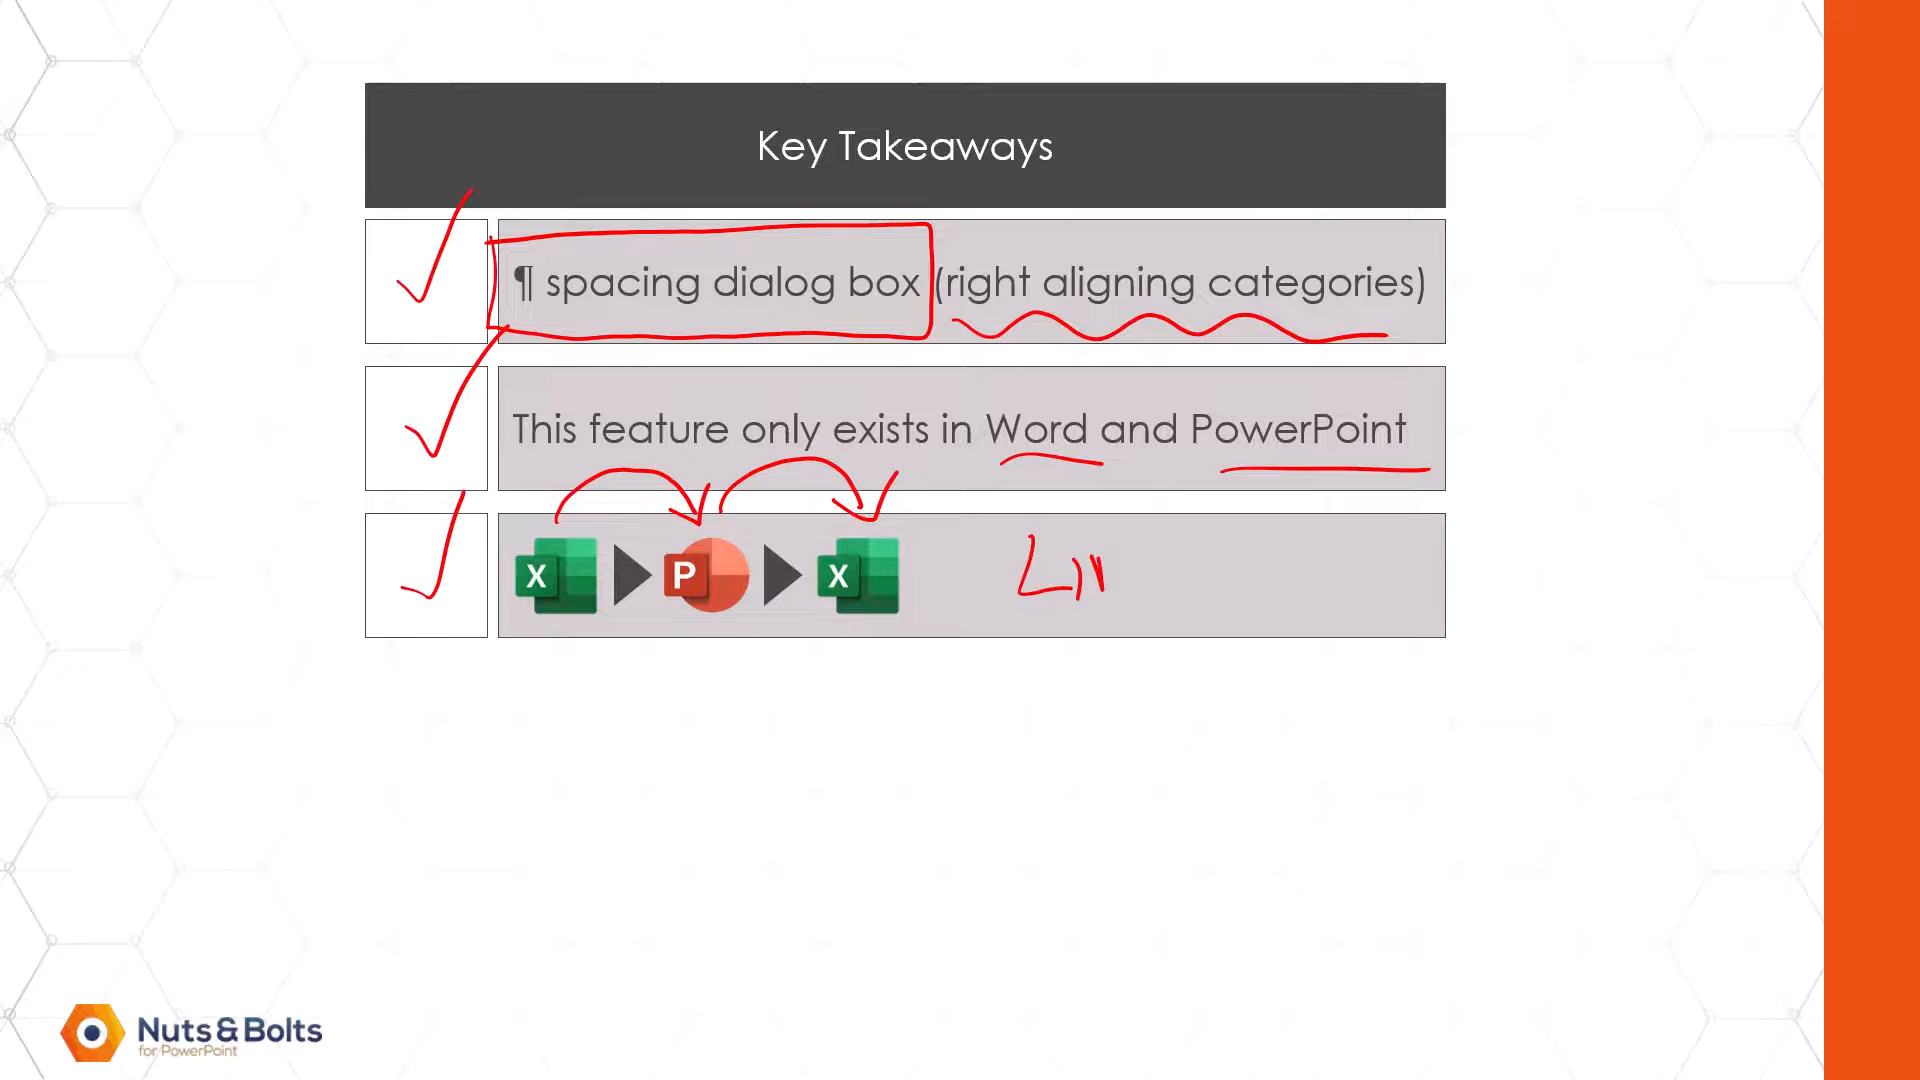 Key Takeaways
¶ spacing dialog box (right aligning categories)
This feature only exists in Word and PowerPoint
X P X
Nuts & Bolts
for PowerPoint